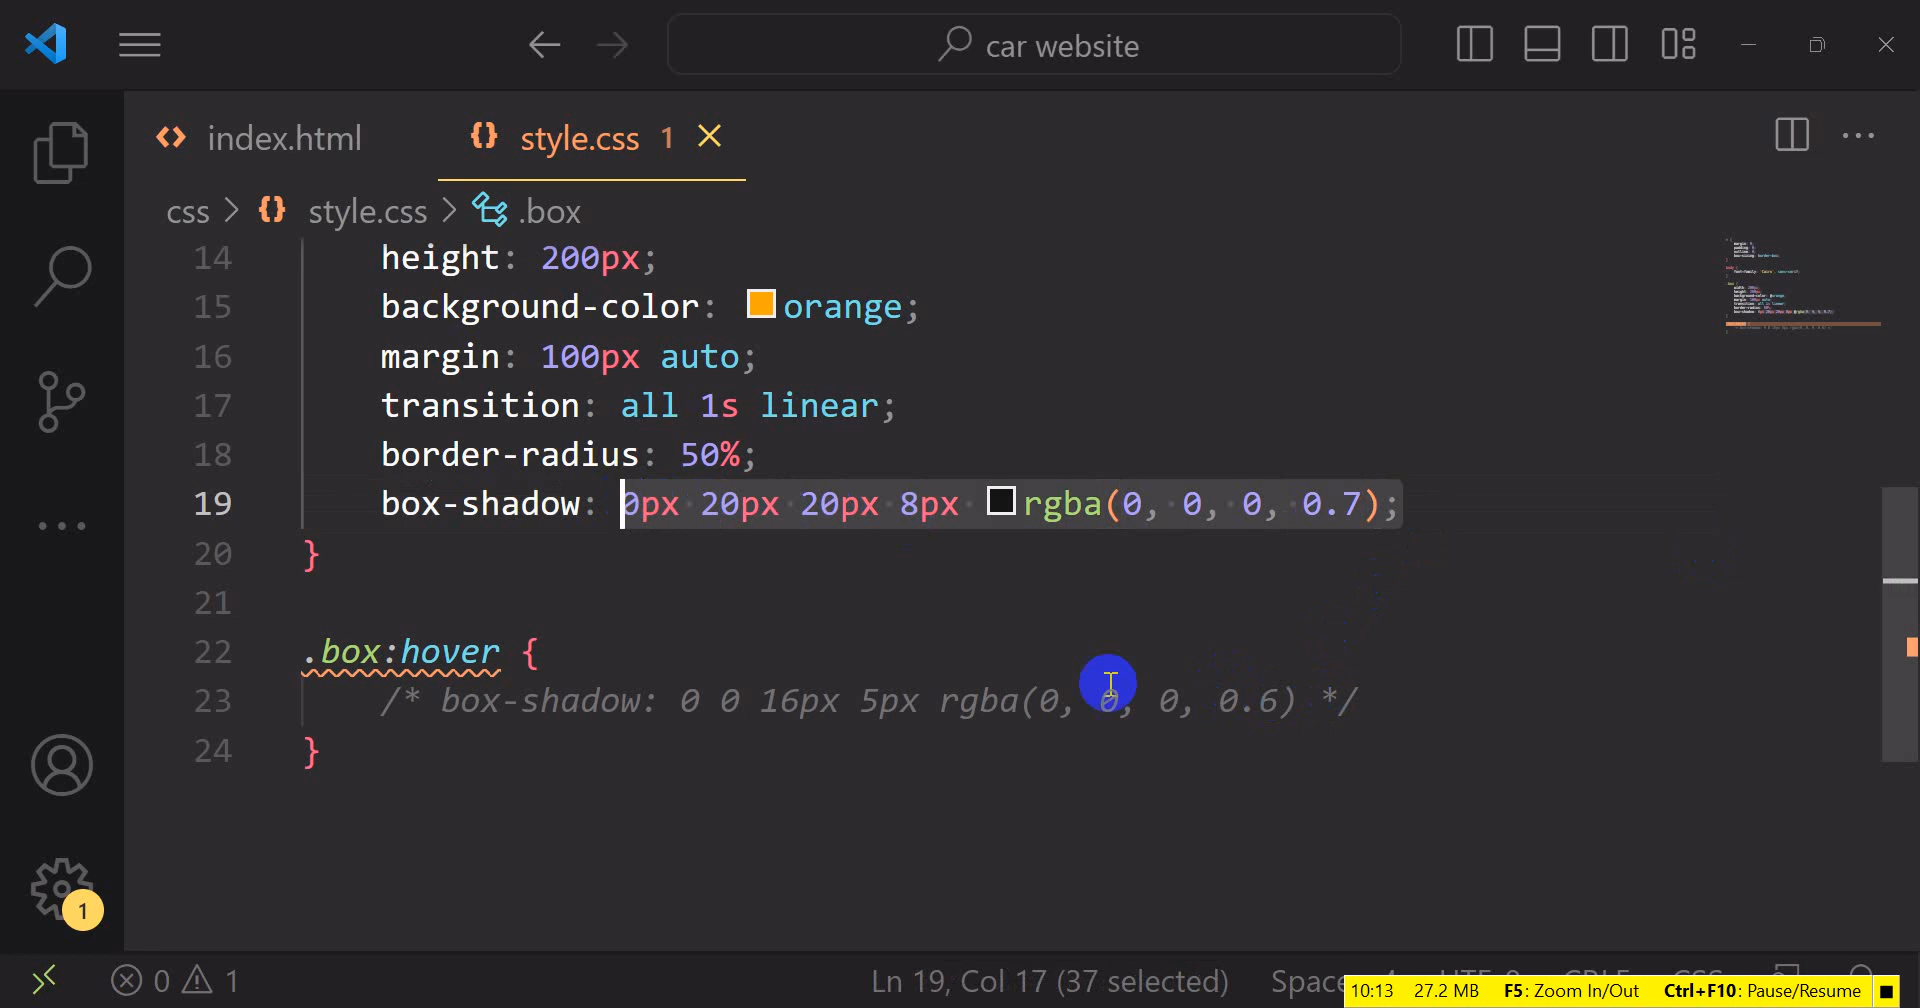 car website
index.html
style.css 1
css > style.css > .box
14 height: 200px;
15 background-color: orange;
16 margin: 100px auto;
17 transition: all 1s linear;
18 border-radius: 50%;
19 box-shadow: 0px 20px 20px 8px rgba(0, 0, 0, 0.7);
20 }
21
22 .box:hover {
23 /* box-shadow: 0 0 16px 5px rgba(0, 0, 0, 0.6) */
24 }
1
0 1 Ln 19, Col 17 (37 selected)
10:13 27.2 MB F5: Zoom In/Out Ctrl+F10: Pause/Resume